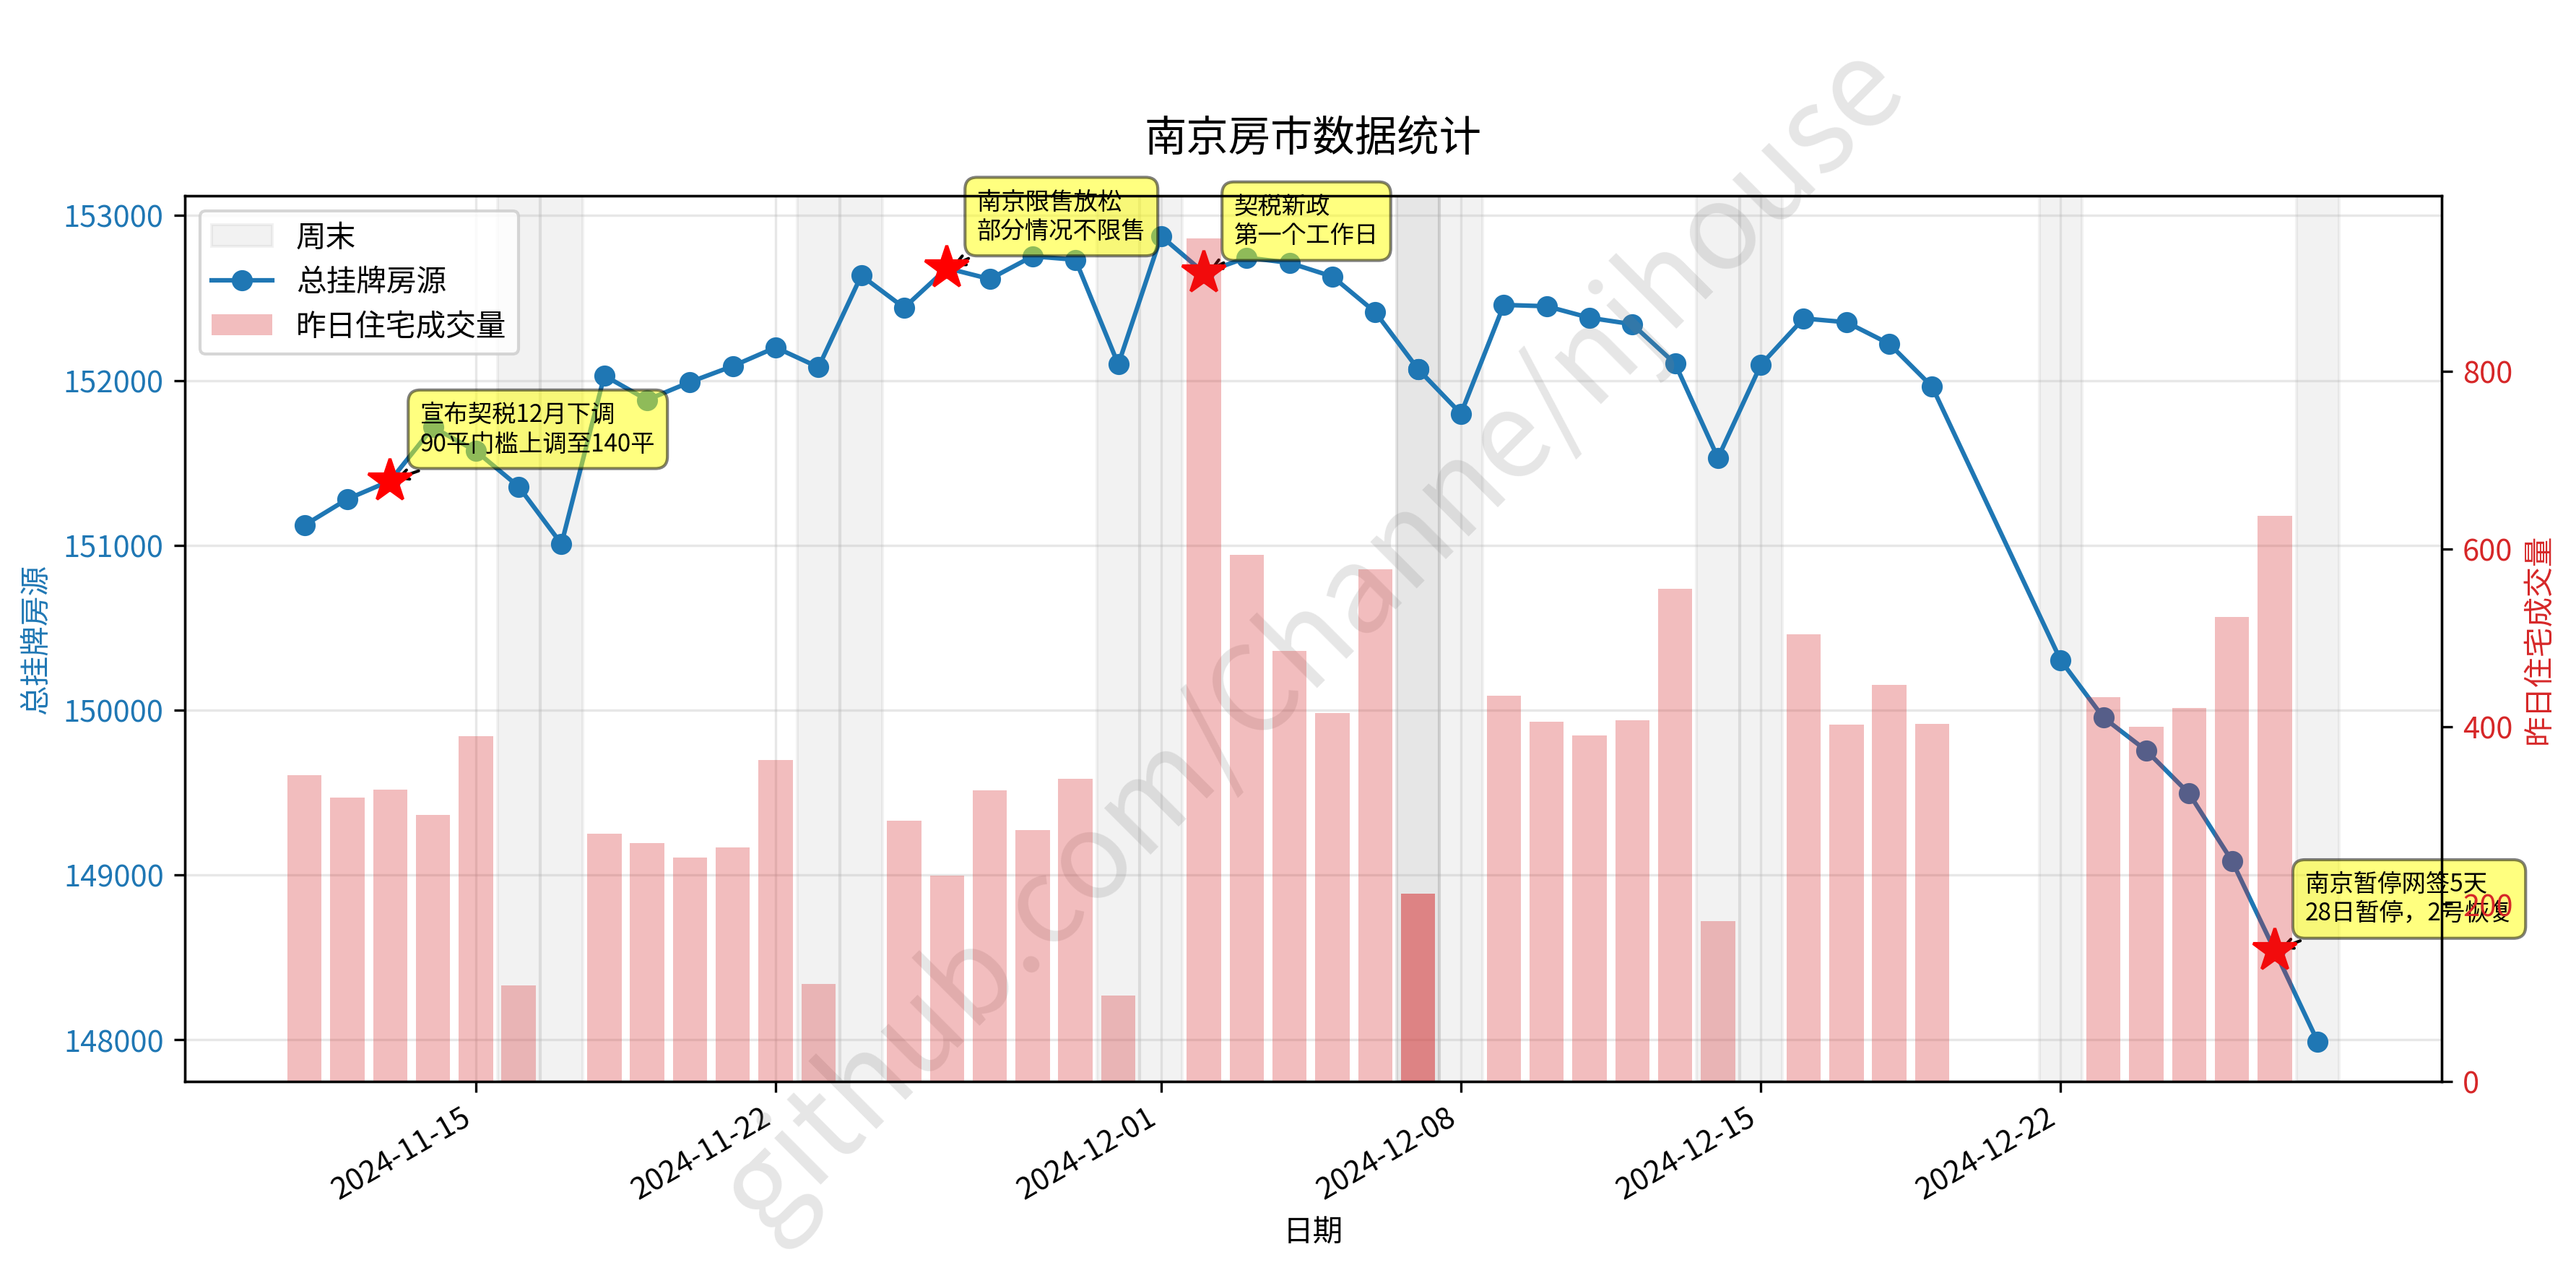 南京房市数据统计
周末
总挂牌房源
昨日住宅成交量
宣布契税12月下调
90平门槛上调至140平
南京限售放松
部分情况不限售
契税新政
第一个工作日
南京暂停网签5天
28日暂停，2号恢复
153000
152000
151000
150000
149000
148000
总挂牌房源
800
600
400
200
0
昨日住宅成交量
2024-11-15
2024-11-22
2024-12-01
2024-12-08
2024-12-15
2024-12-22
日期
github.com/Channe/njhouse